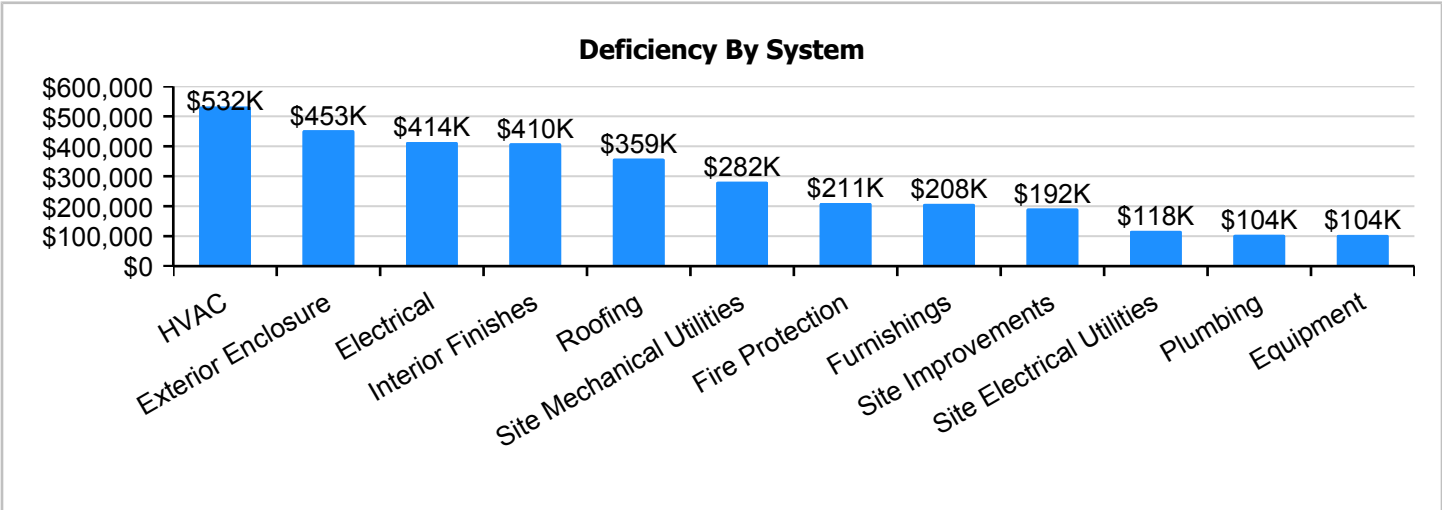 Deficiency By System
$600,000
$500,000
$400,000
$300,000
$200,000
$100,000
$0
$532K
$453K
$414K
$410K
$359K
$282K
$211K
$208K
$192K
$118K
$104K
$104K
HVAC
Exterior Enclosure
Electrical
Interior Finishes
Roofing
Site Mechanical Utilities
Fire Protection
Furnishings
Site Improvements
Site Electrical Utilities
Plumbing
Equipment